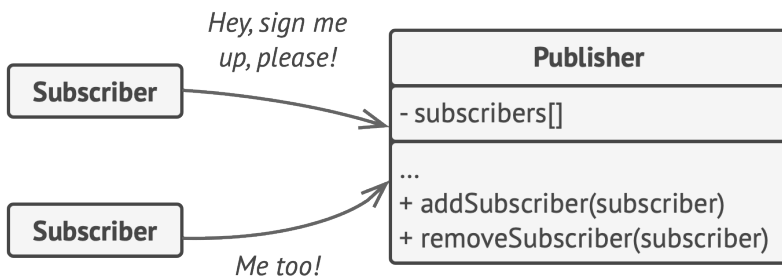 Hey, sign me
up, please!
Subscriber
Publisher
- subscribers[]
...
+ addSubscriber(subscriber)
+ removeSubscriber(subscriber)
Subscriber
Me too!